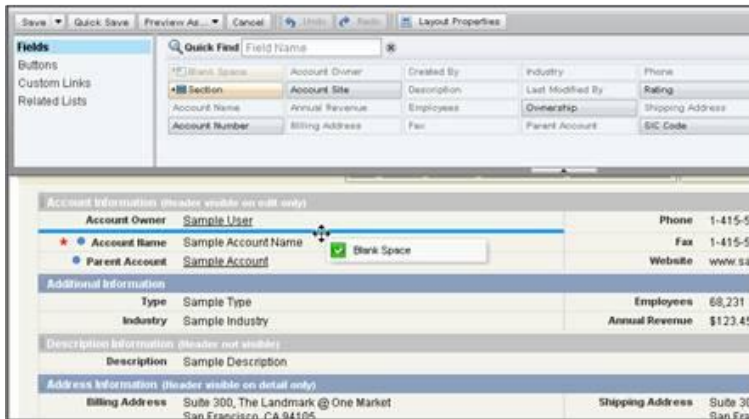 Save Quick Save Preview As... Cancel Undo Redo Layout Properties
Fields
Buttons
Custom Links
Related Lists
Quick Find Field Name
Blank Space Account Owner Created By Industry Phone
Section Account Site Description Last Modified By Rating
Account Name Annual Revenue Employees Ownership Shipping Address
Account Number Billing Address Fax Parent Account SIC Code
Account Information (Header visible on edit only)
Account Owner Sample User Phone 1-415-5
Account Name Sample Account Name Fax 1-415-5
Blank Space
Parent Account Sample Account Website www.sa
Additional Information
Type Sample Type Employees 68,231
Industry Sample Industry Annual Revenue $123.45
Description Information (Header not visible)
Description Sample Description
Address Information (Header visible on detail only)
Billing Address Suite 300, The Landmark @ One Market Shipping Address Suite 30
San Francisco, CA 94105 San Fra